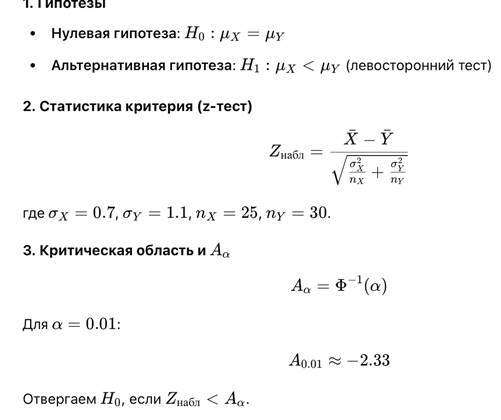 1. Гипотезы
• Нулевая гипотеза: H₀ : μ_X = μ_Y
• Альтернативная гипотеза: H₁ : μ_X < μ_Y (левосторонний тест)
2. Статистика критерия (z-тест)
Z_набл = (X̄ − Ȳ) / √(σ_X²/n_X + σ_Y²/n_Y)
где σ_X = 0.7, σ_Y = 1.1, n_X = 25, n_Y = 30.
3. Критическая область и A_α
A_α = Φ⁻¹(α)
Для α = 0.01:
A_0.01 ≈ −2.33
Отвергаем H₀, если Z_набл < A_α.